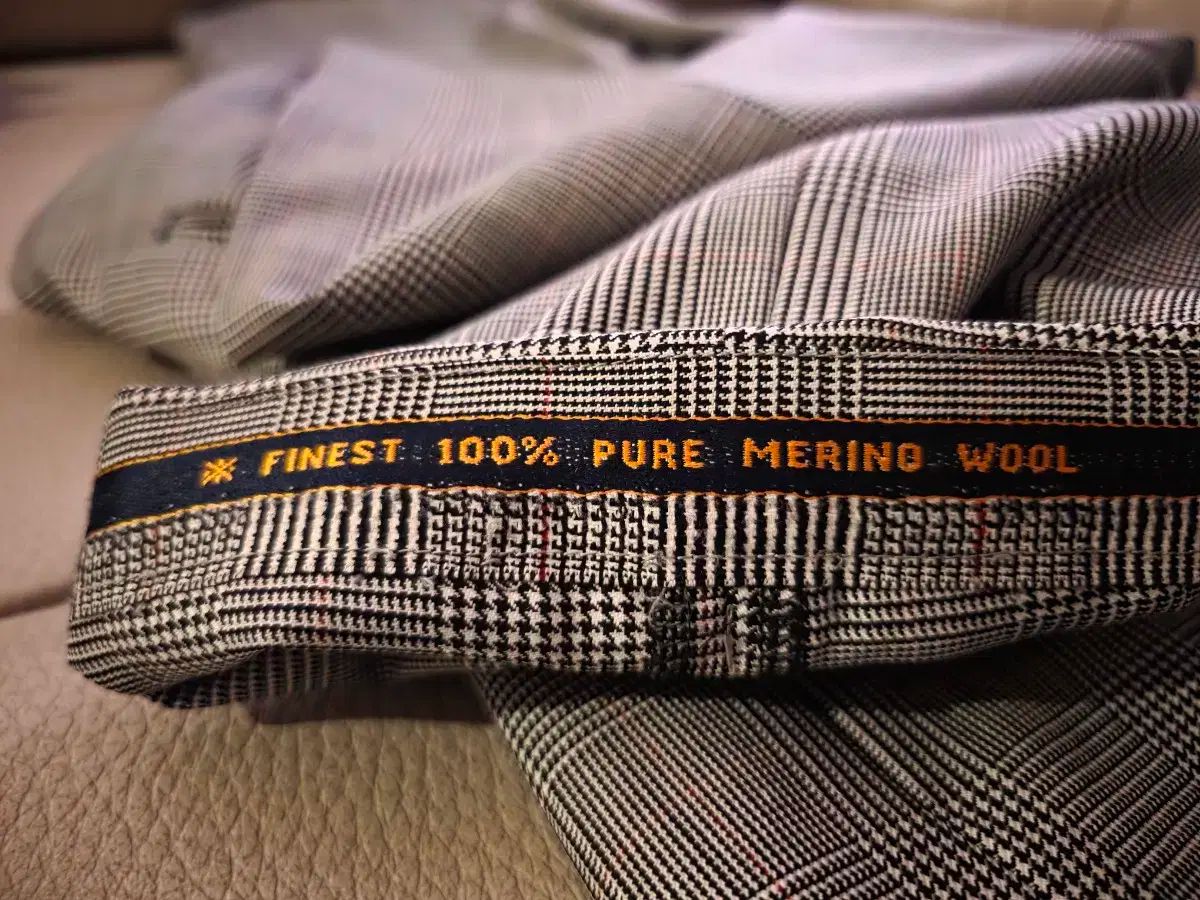 ※ FINEST 100% PURE MERINO WOOL